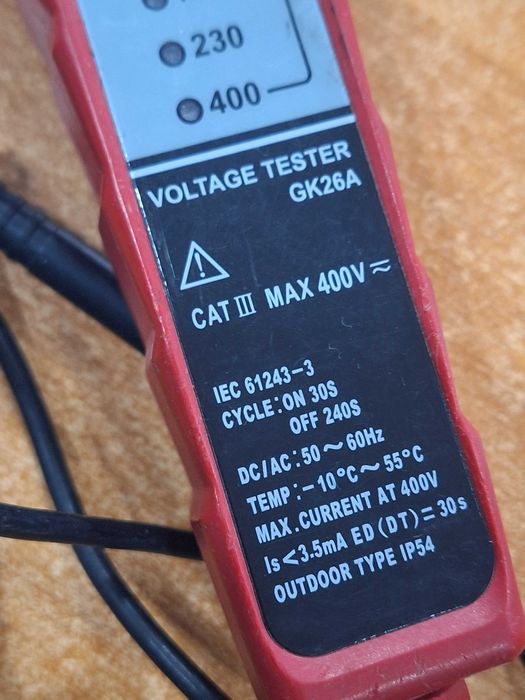 230
400
VOLTAGE TESTER
GK26A
CAT III MAX 400V ⎓
IEC 61243-3
CYCLE:ON 30S
OFF 240S
DC/AC:50~60Hz
TEMP:-10°C~55°C
MAX.CURRENT AT 400V
Is<3.5mA ED(DT)=30s
OUTDOOR TYPE IP54